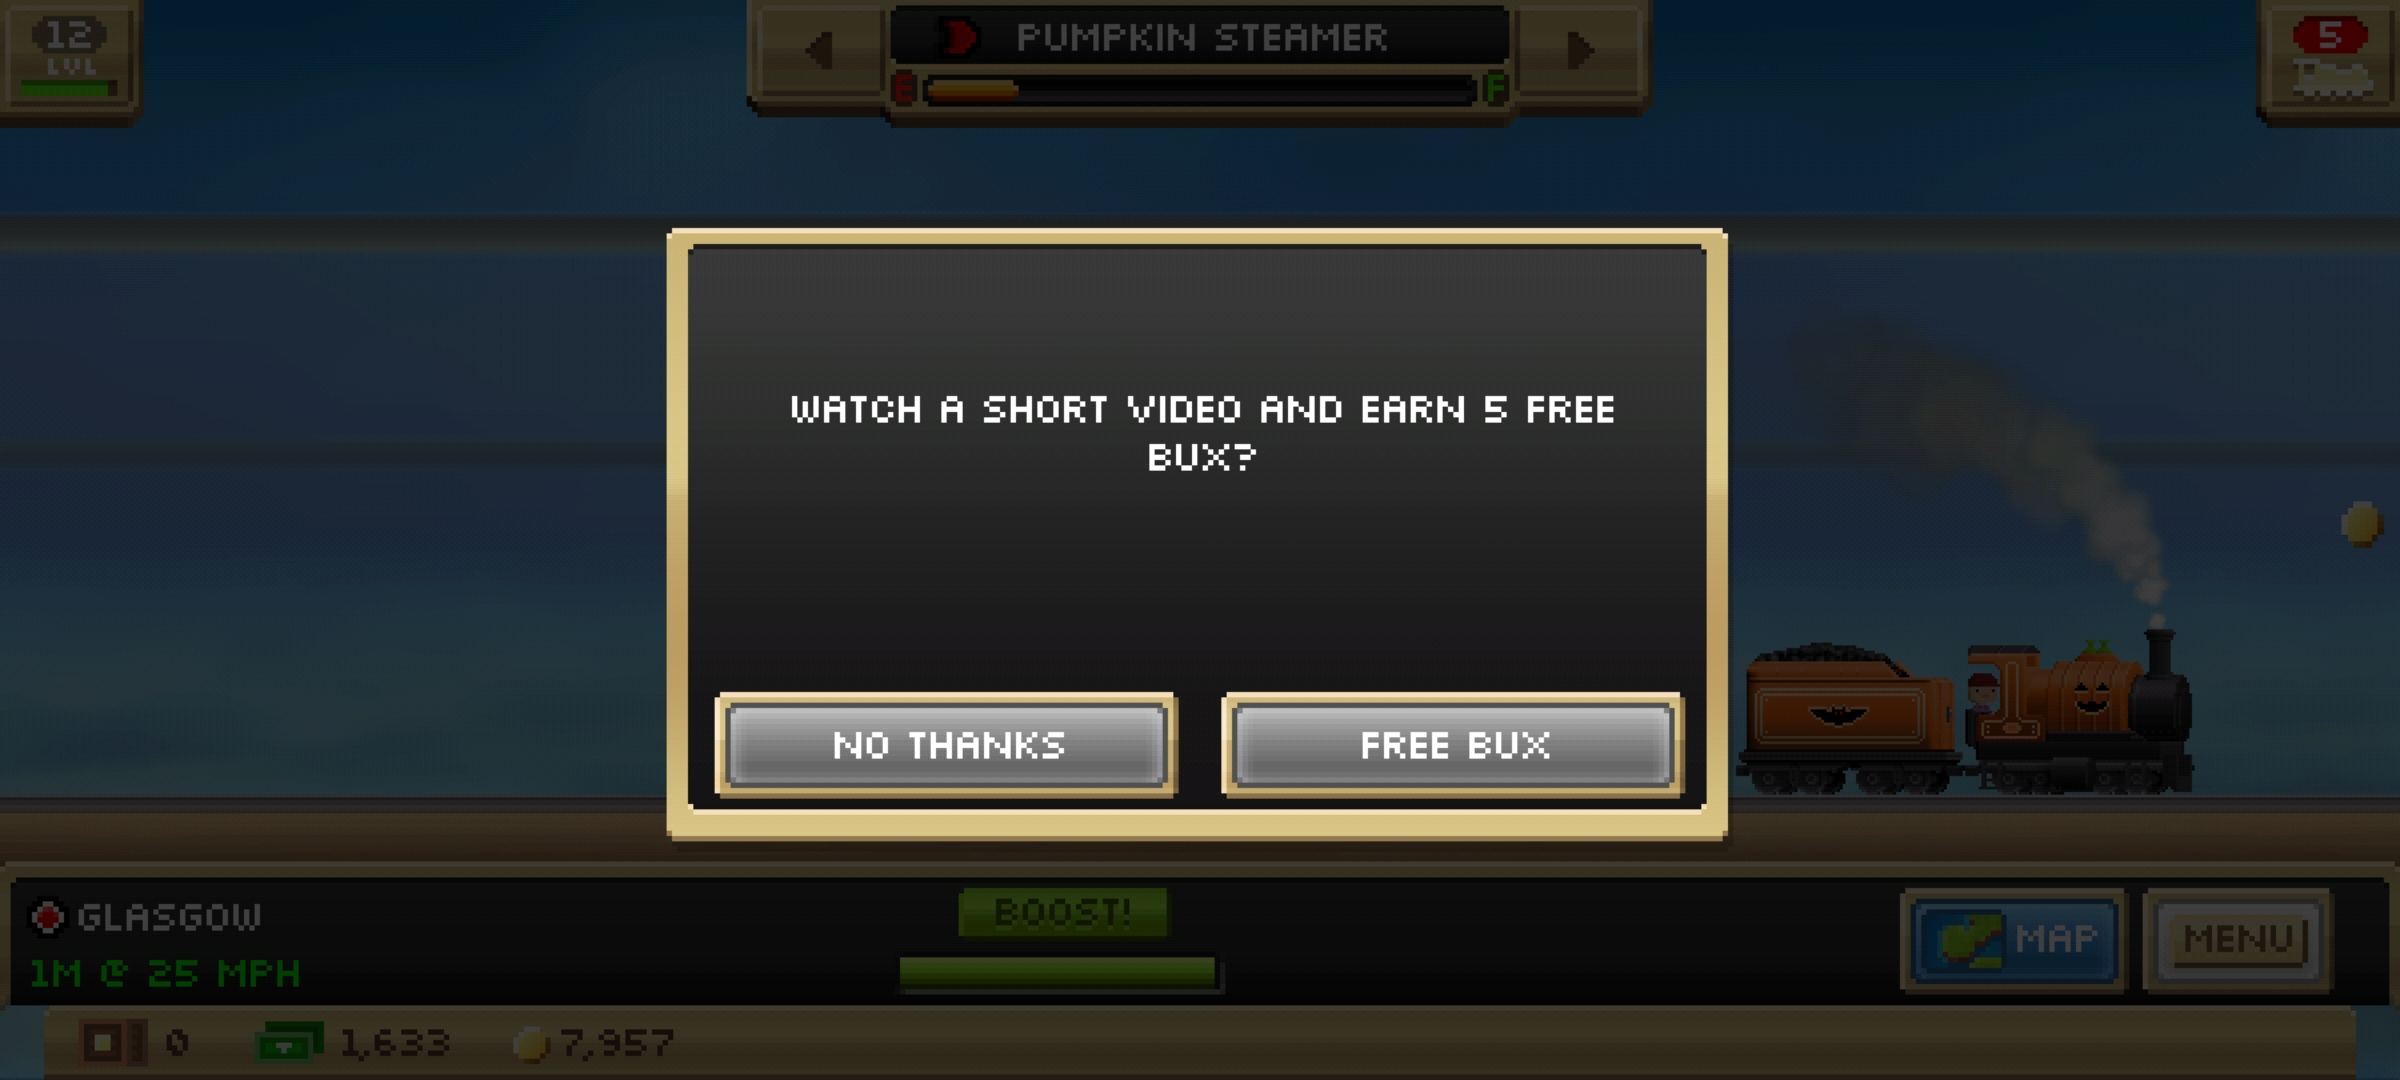 12
LVL
PUMPKIN STEAMER
E
F
5
WATCH A SHORT VIDEO AND EARN 5 FREE
BUX?
NO THANKS
FREE BUX
GLASGOW
1M @ 25 MPH
BOOST!
MAP
MENU
0
1,633
7,957